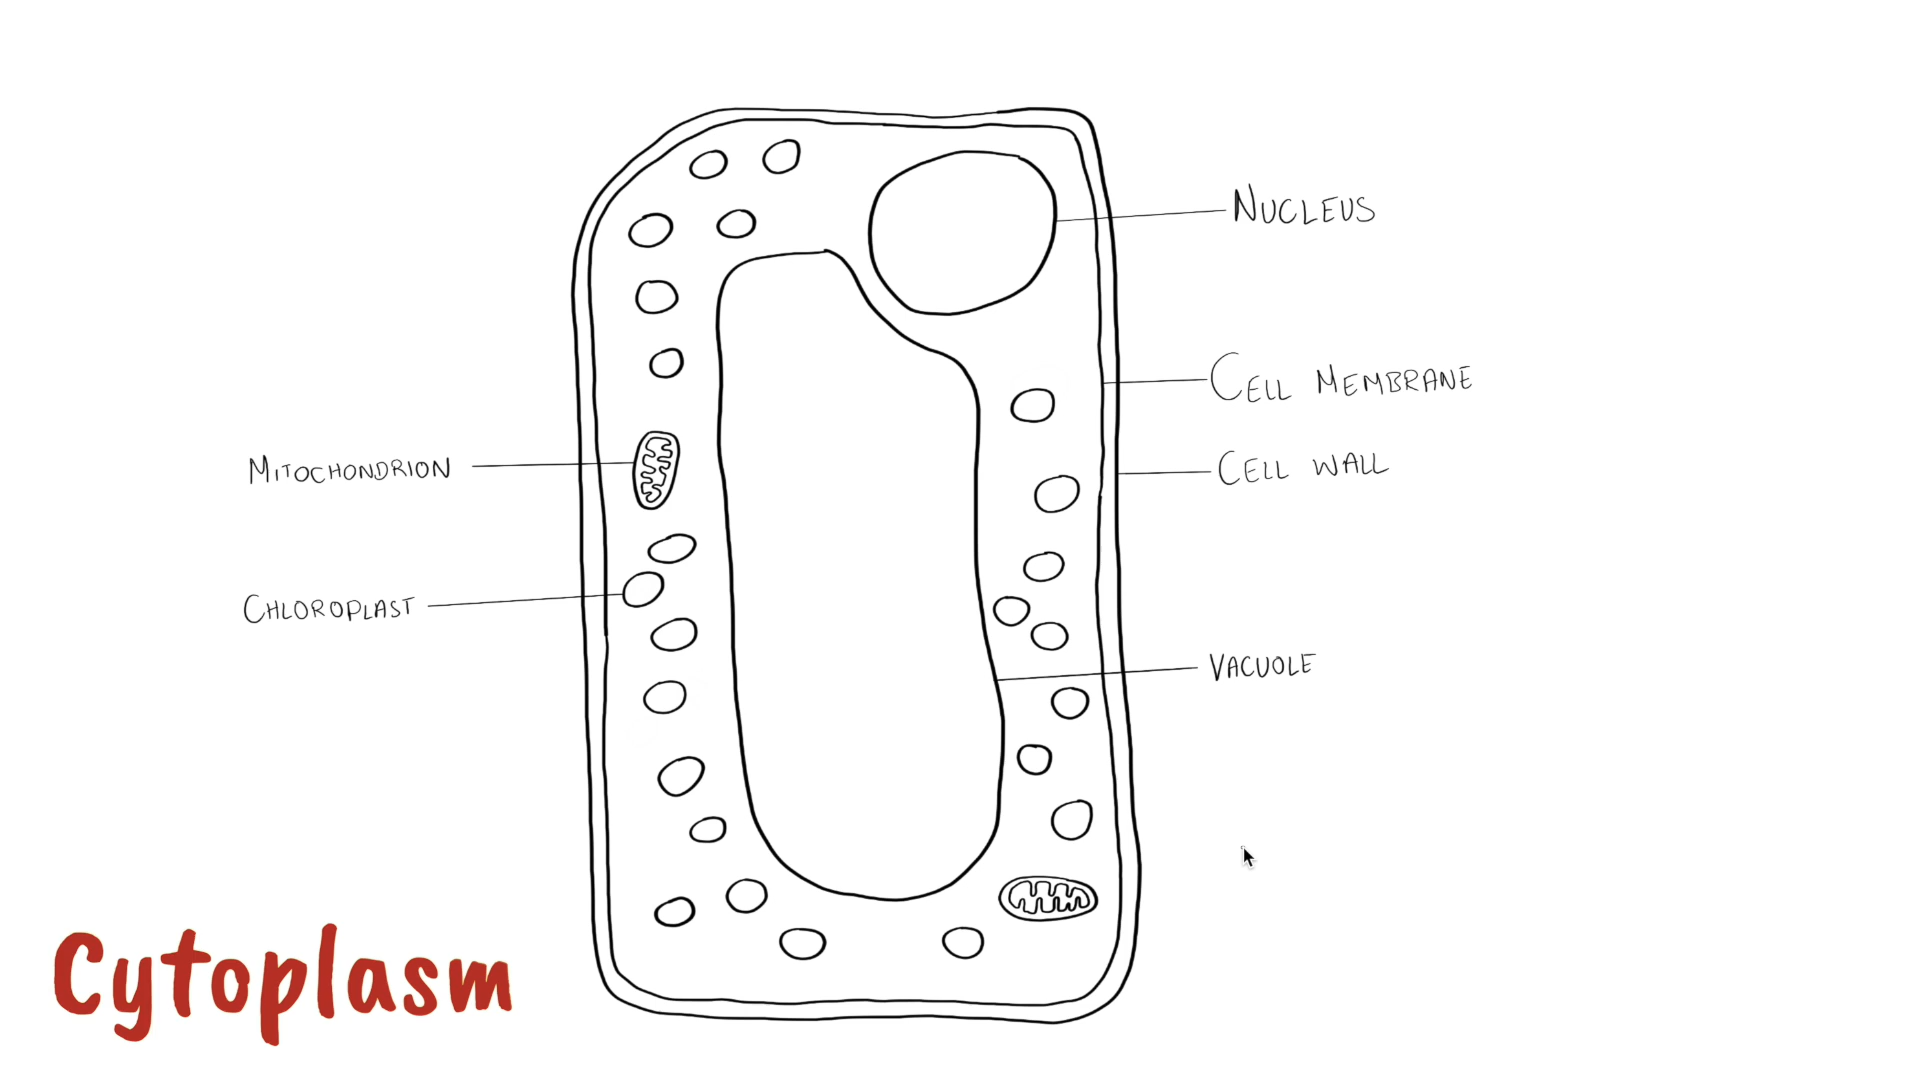 NUCLEUS
CELL MEMBRANE
CELL WALL
MITOCHONDRION
CHLOROPLAST
VACUOLE
Cytoplasm